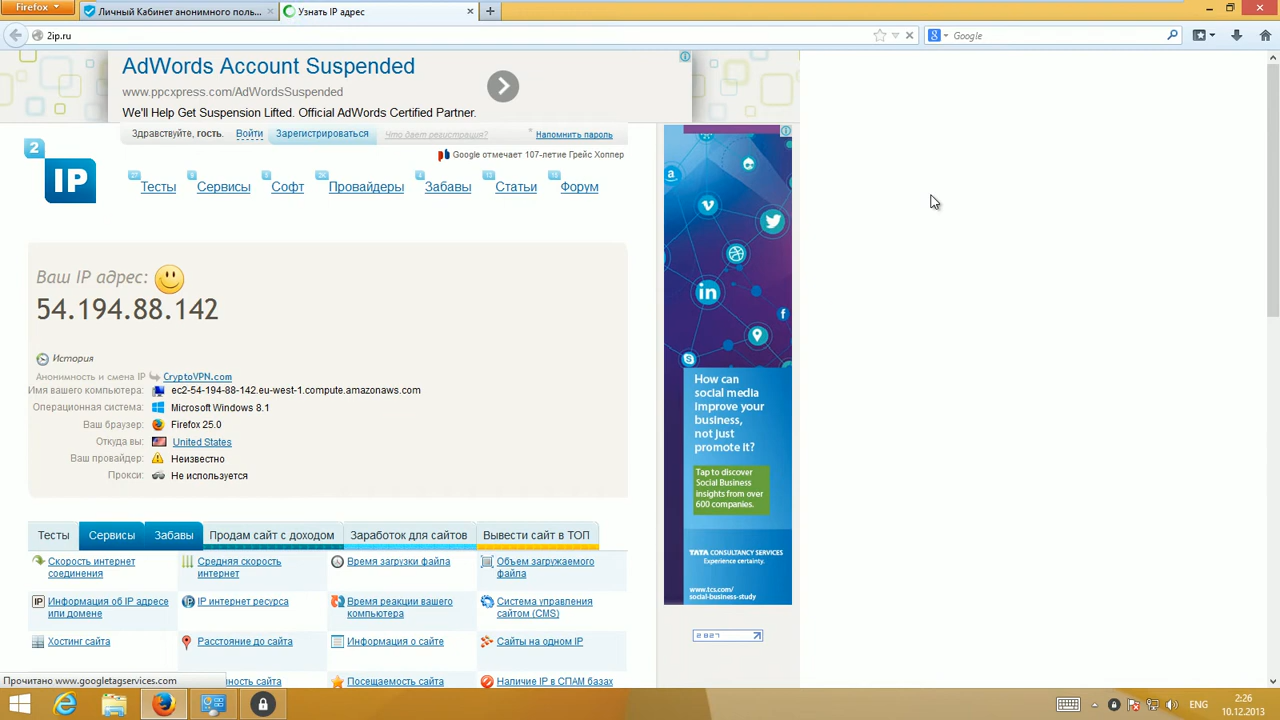 Firefox
Личный Кабинет анонимного поль...
Узнать IP адрес
2ip.ru
Google
AdWords Account Suspended
www.ppcxpress.com/AdWordsSuspended
We'll Help Get Suspension Lifted. Official AdWords Certified Partner.
Здравствуйте, гость. Войти Зарегистрироваться Что дает регистрация? * Напомнить пароль
Google отмечает 107-летие Грейс Хоппер
2
IP
27 Тесты 9 Сервисы Софт Провайдеры 4 Забавы 13 Статьи Форум
Ваш IP адрес:
54.194.88.142
История
Анонимность и смена IP CryptoVPN.com
Имя вашего компьютера: ec2-54-194-88-142.eu-west-1.compute.amazonaws.com
Операционная система: Microsoft Windows 8.1
Ваш браузер: Firefox 25.0
Откуда вы: United States
Ваш провайдер: Неизвестно
Прокси: Не используется
Тесты Сервисы Забавы Продам сайт с доходом Заработок для сайтов Вывести сайт в ТОП
Скорость интернет соединения
Средняя скорость интернет
Время загрузки файла
Объем загружаемого файла
Информация об IP адресе или домене
IP интернет ресурса
Время реакции вашего компьютера
Система управления сайтом (CMS)
Хостинг сайта
Расстояние до сайта
Информация о сайте
Сайты на одном IP
ность сайта
Посещаемость сайта
Наличие IP в СПАМ базах
How can
social media
improve your
business,
not just
promote it?
Tap to discover
Social Business
insights from over
600 companies.
TATA CONSULTANCY SERVICES
Experience certainty.
www.tcs.com/
social-business-study
2827
Прочитано www.googletagservices.com
ENG
2:26
10.12.2013